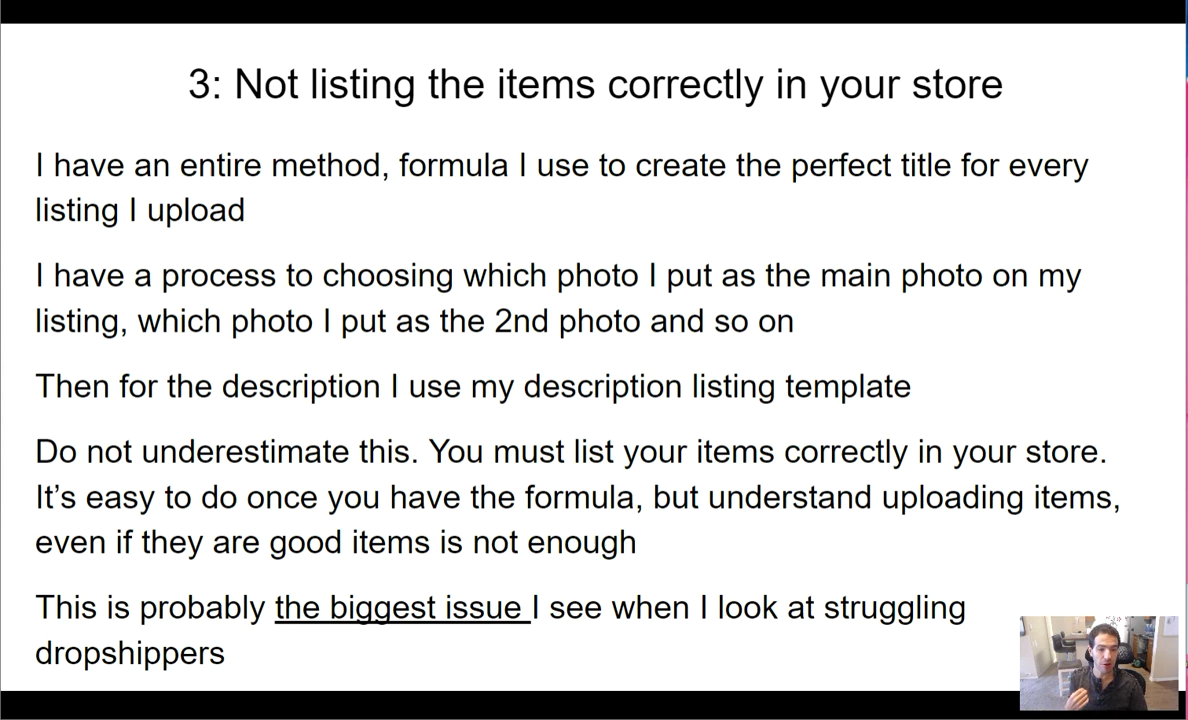 3: Not listing the items correctly in your store
I have an entire method, formula I use to create the perfect title for every
listing I upload
I have a process to choosing which photo I put as the main photo on my
listing, which photo I put as the 2nd photo and so on
Then for the description I use my description listing template
Do not underestimate this. You must list your items correctly in your store.
It’s easy to do once you have the formula, but understand uploading items,
even if they are good items is not enough
This is probably the biggest issue I see when I look at struggling
dropshippers